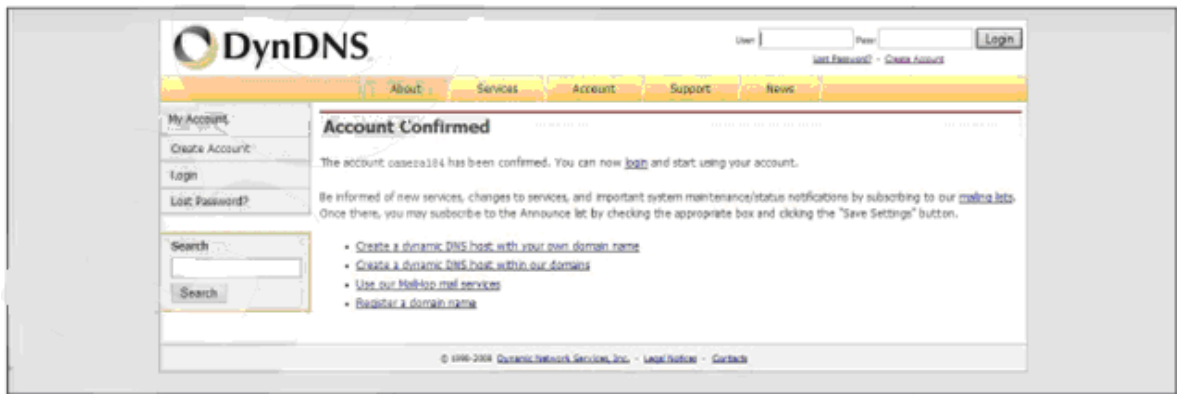 DynDNS
User: Pass: Login
Lost Password? - Create Account
About Services Account Support News
My Account
Create Account
Login
Lost Password?
Search
Search
Account Confirmed
The account has been confirmed. You can now login and start using your account.
Be informed of new services, changes to services, and important system maintenance/status notifications by subscribing to our mailing lists.
Once there, you may susbscribe to the Announce list by checking the appropriate box and clicking the "Save Settings" button.
Create a dynamic DNS host with your own domain name
Create a dynamic DNS host within our domains
Use our MailHop mail services
Register a domain name
© 1998-2008 Dynamic Network Services, Inc. - Legal Notices - Contacts